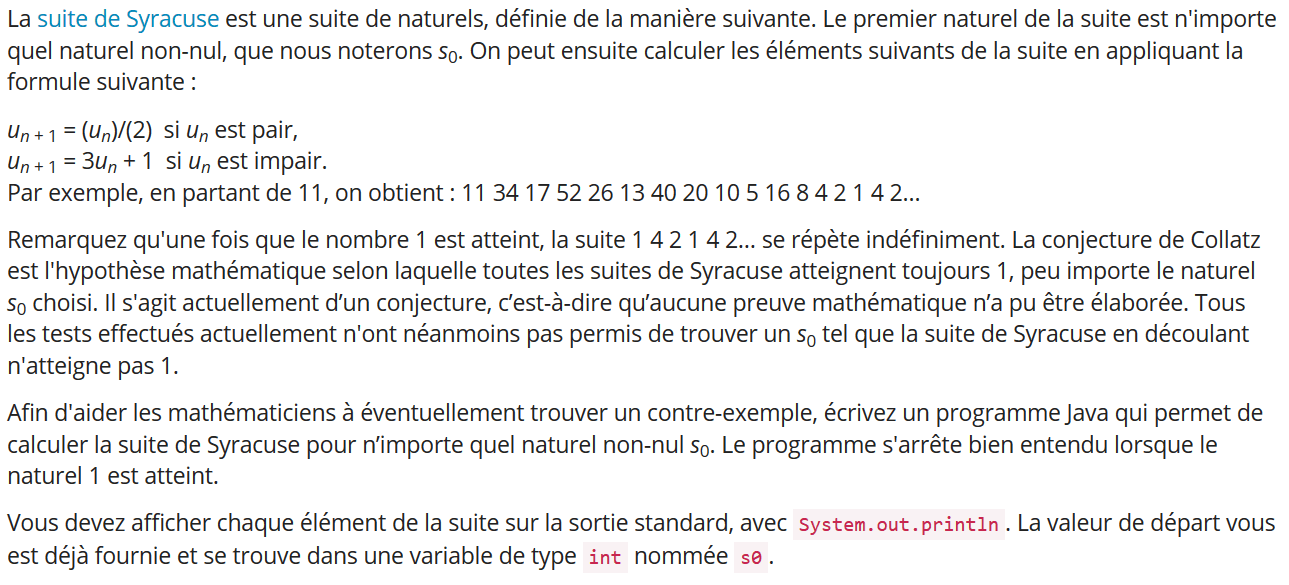 La suite de Syracuse est une suite de naturels, définie de la manière suivante. Le premier naturel de la suite est n'importe
quel naturel non-nul, que nous noterons s0. On peut ensuite calculer les éléments suivants de la suite en appliquant la
formule suivante :
un + 1 = (un)/(2) si un est pair,
un + 1 = 3un + 1 si un est impair.
Par exemple, en partant de 11, on obtient : 11 34 17 52 26 13 40 20 10 5 16 8 4 2 1 4 2...
Remarquez qu'une fois que le nombre 1 est atteint, la suite 1 4 2 1 4 2... se répète indéfiniment. La conjecture de Collatz
est l'hypothèse mathématique selon laquelle toutes les suites de Syracuse atteignent toujours 1, peu importe le naturel
s0 choisi. Il s'agit actuellement d’un conjecture, c’est-à-dire qu’aucune preuve mathématique n’a pu être élaborée. Tous
les tests effectués actuellement n'ont néanmoins pas permis de trouver un s0 tel que la suite de Syracuse en découlant
n'atteigne pas 1.
Afin d'aider les mathématiciens à éventuellement trouver un contre-exemple, écrivez un programme Java qui permet de
calculer la suite de Syracuse pour n’importe quel naturel non-nul s0. Le programme s'arrête bien entendu lorsque le
naturel 1 est atteint.
Vous devez afficher chaque élément de la suite sur la sortie standard, avec System.out.println. La valeur de départ vous
est déjà fournie et se trouve dans une variable de type int nommée s0.